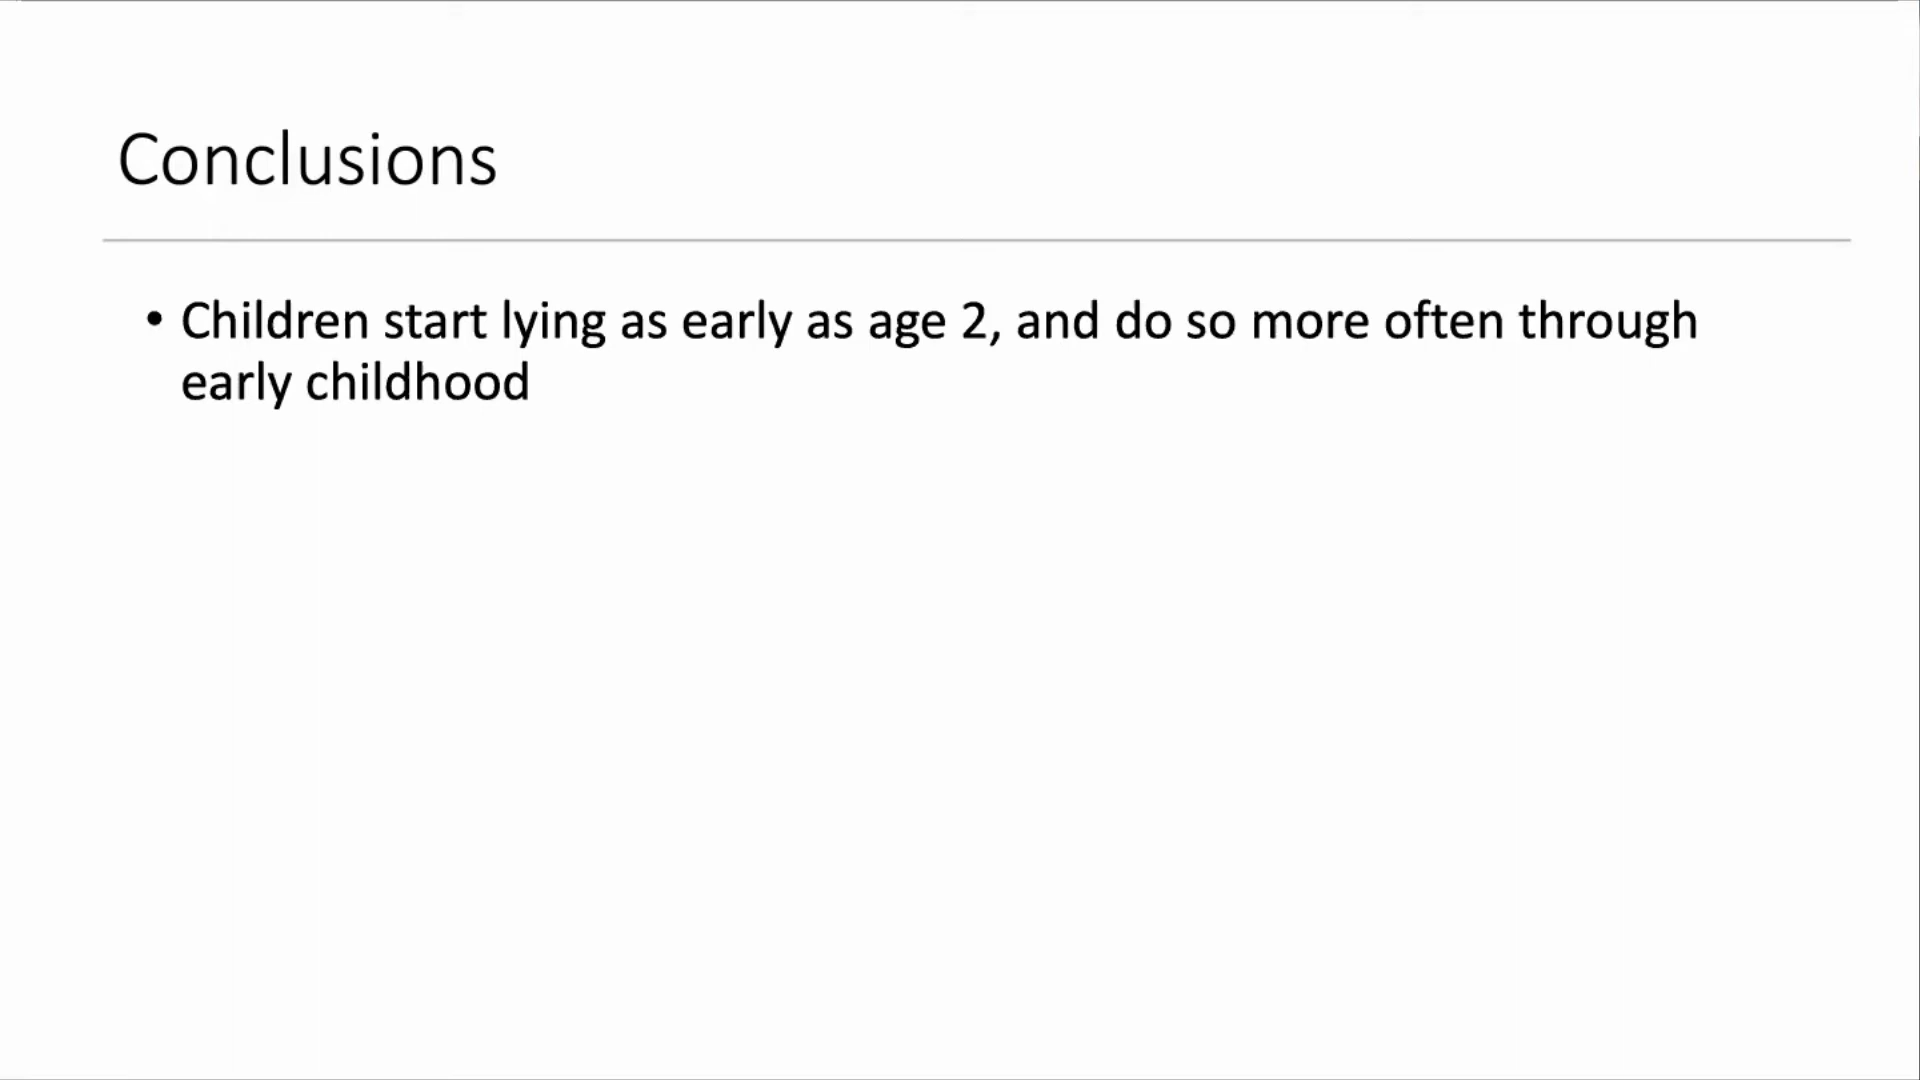 Conclusions
• Children start lying as early as age 2, and do so more often through
early childhood